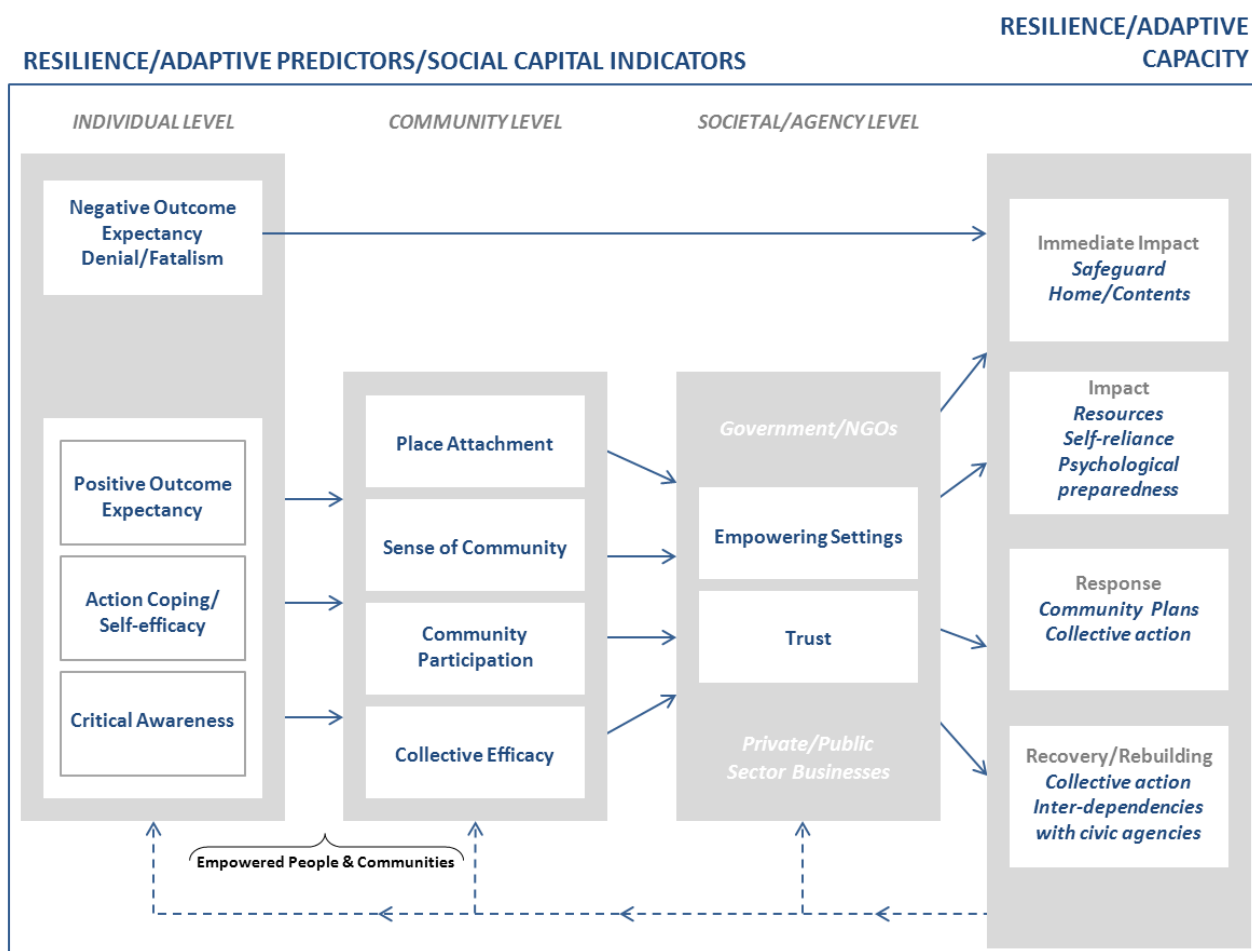 RESILIENCE/ADAPTIVE PREDICTORS/SOCIAL CAPITAL INDICATORS
RESILIENCE/ADAPTIVE
CAPACITY
INDIVIDUAL LEVEL
COMMUNITY LEVEL
SOCIETAL/AGENCY LEVEL
Negative Outcome
Expectancy
Denial/Fatalism
Positive Outcome
Expectancy
Action Coping/
Self-efficacy
Critical Awareness
Place Attachment
Sense of Community
Community
Participation
Collective Efficacy
Government/NGOs
Empowering Settings
Trust
Private/Public
Sector Businesses
Immediate Impact
Safeguard
Home/Contents
Impact
Resources
Self-reliance
Psychological
preparedness
Response
Community Plans
Collective action
Recovery/Rebuilding
Collective action
Inter-dependencies
with civic agencies
Empowered People & Communities